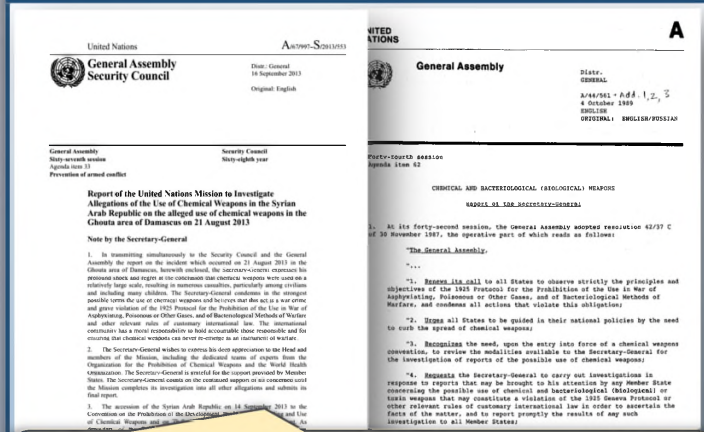 United Nations
A/67/997–S/2013/553
General Assembly
Security Council
Distr.: General
16 September 2013
Original: English
General Assembly
Sixty-seventh session
Agenda item 33
Prevention of armed conflict
Security Council
Sixty-eighth year
Report of the United Nations Mission to Investigate
Allegations of the Use of Chemical Weapons in the Syrian
Arab Republic on the alleged use of chemical weapons in the
Ghouta area of Damascus on 21 August 2013
Note by the Secretary-General
1. In transmitting simultaneously to the Security Council and the General
Assembly the report on the incident which occurred on 21 August 2013 in the
Ghouta area of Damascus, herewith enclosed, the Secretary-General expresses his
profound shock and regret at the conclusion that chemical weapons were used on a
relatively large scale, resulting in numerous casualties, particularly among civilians
and including many children. The Secretary-General condemns in the strongest
possible terms the use of chemical weapons and believes that this act is a war crime
and grave violation of the 1925 Protocol for the Prohibition of the Use in War of
Asphyxiating, Poisonous or Other Gases, and of Bacteriological Methods of Warfare
and other relevant rules of customary international law. The international
community has a moral responsibility to hold accountable those responsible and for
ensuring that chemical weapons can never re-emerge as an instrument of warfare.
2. The Secretary-General wishes to express his deep appreciation to the Head and
members of the Mission, including the dedicated teams of experts from the
Organization for the Prohibition of Chemical Weapons and the World Health
Organization. The Secretary-General is grateful for the support provided by Member
States. The Secretary-General counts on the continued support of all concerned until
the Mission completes its investigation into all other allegations and submits its
final report.
3. The accession of the Syrian Arab Republic on 14 September 2013 to the
Convention on the Prohibition of the Development and Use
of Chemical Weapons and on As
NITED
ATIONS
A
General Assembly
Distr.
GENERAL
A/44/561 + Add. 1, 2, 3
4 October 1989
ENGLISH
ORIGINAL: ENGLISH/RUSSIAN
Forty-fourth session
Agenda item 62
CHEMICAL AND BACTERIOLOGICAL (BIOLOGICAL) WEAPONS
Report of the Secretary-General
1. At its forty-second session, the General Assembly adopted resolution 42/37 C
of 30 November 1987, the operative part of which reads as follows:
"The General Assembly,
"...
"1. Renews its call to all States to observe strictly the principles and
objectives of the 1925 Protocol for the Prohibition of the Use in War of
Asphyxiating, Poisonous or Other Gases, and of Bacteriological Methods of
Warfare, and condemns all actions that violate this obligation;
"2. Urges all States to be guided in their national policies by the need
to curb the spread of chemical weapons;
"3. Recognizes the need, upon the entry into force of a chemical weapons
convention, to review the modalities available to the Secretary-General for
the investigation of reports of the possible use of chemical weapons;
"4. Requests the Secretary-General to carry out investigations in
response to reports that may be brought to his attention by any Member State
concerning the possible use of chemical and bacteriological (biological) or
toxin weapons that may constitute a violation of the 1925 Geneva Protocol or
other relevant rules of customary international law in order to ascertain the
facts of the matter, and to report promptly the results of any such
investigation to all Member States;